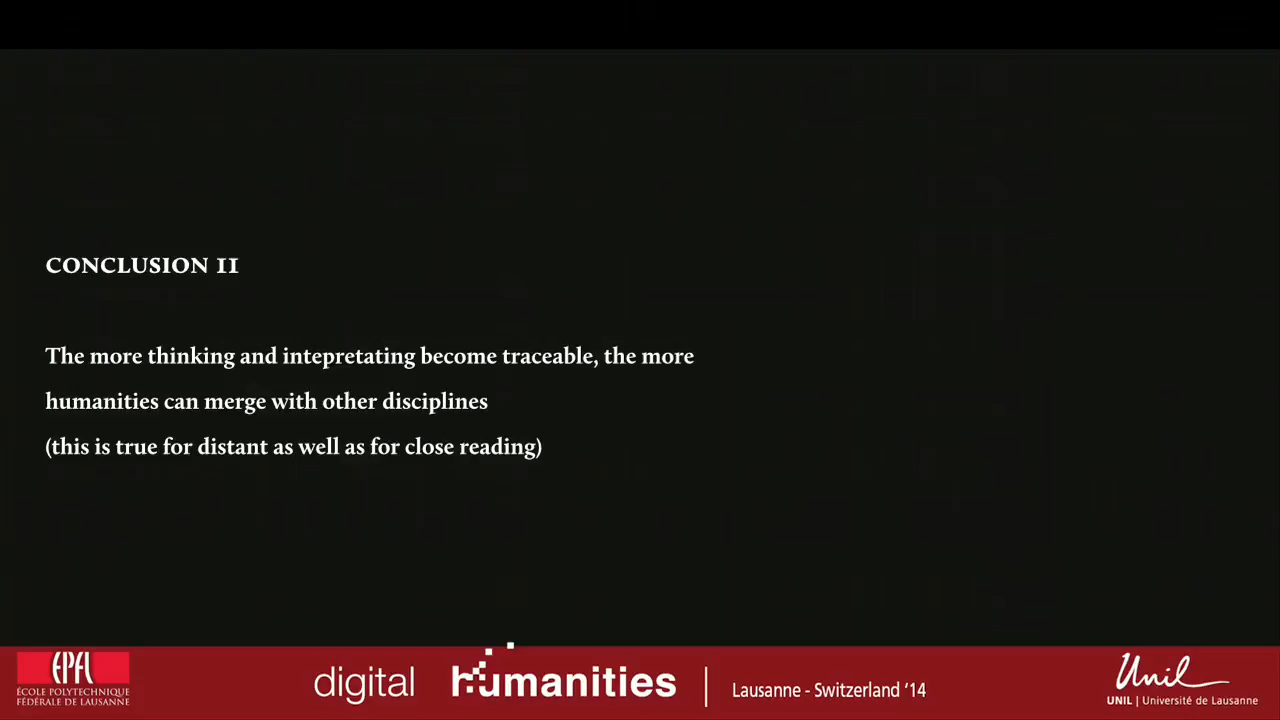 CONCLUSION II
The more thinking and intepretating become traceable, the more
humanities can merge with other disciplines
(this is true for distant as well as for close reading)
EPFL
ÉCOLE POLYTECHNIQUE
FÉDÉRALE DE LAUSANNE
digital humanities | Lausanne - Switzerland '14
Unil
UNIL | Université de Lausanne